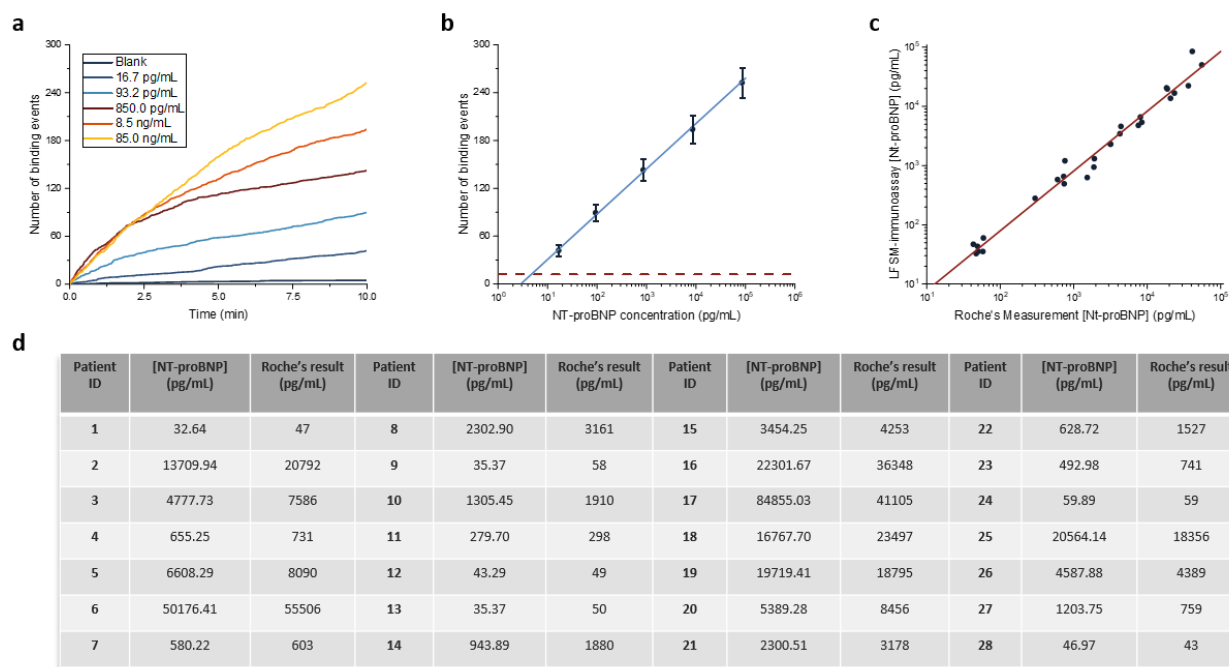 a
Number of binding events
300
240
180
120
60
0
Blank
16.7 pg/mL
93.2 pg/mL
850.0 pg/mL
8.5 ng/mL
85.0 ng/mL
0.0 2.5 5.0 7.5 10.0
Time (min)
b
Number of binding events
300
240
180
120
60
0
10^0 10^1 10^2 10^3 10^4 10^5 10^6
NT-proBNP concentration (pg/mL)
c
LF SM-immunoassay [Nt-proBNP] (pg/mL)
10^5
10^4
10^3
10^2
10^1
10^2 10^3 10^4 10^5
Roche's Measurement [Nt-proBNP] (pg/mL)
d
Patient ID [NT-proBNP] (pg/mL) Roche's result (pg/mL) Patient ID [NT-proBNP] (pg/mL) Roche's result (pg/mL) Patient ID [NT-proBNP] (pg/mL) Roche's result (pg/mL) Patient ID [NT-proBNP] (pg/mL) Roche's result (pg/mL)
1 32.64 47 8 2302.90 3161 15 3454.25 4253 22 628.72 1527
2 13709.94 20792 9 35.37 58 16 22301.67 36348 23 492.98 741
3 4777.73 7586 10 1305.45 1910 17 84855.03 41105 24 59.89 59
4 655.25 731 11 279.70 298 18 16767.70 23497 25 20564.14 18356
5 6608.29 8090 12 43.29 49 19 19719.41 18795 26 4587.88 4389
6 50176.41 55506 13 35.37 50 20 5389.28 8456 27 1203.75 759
7 580.22 603 14 943.89 1880 21 2300.51 3178 28 46.97 43